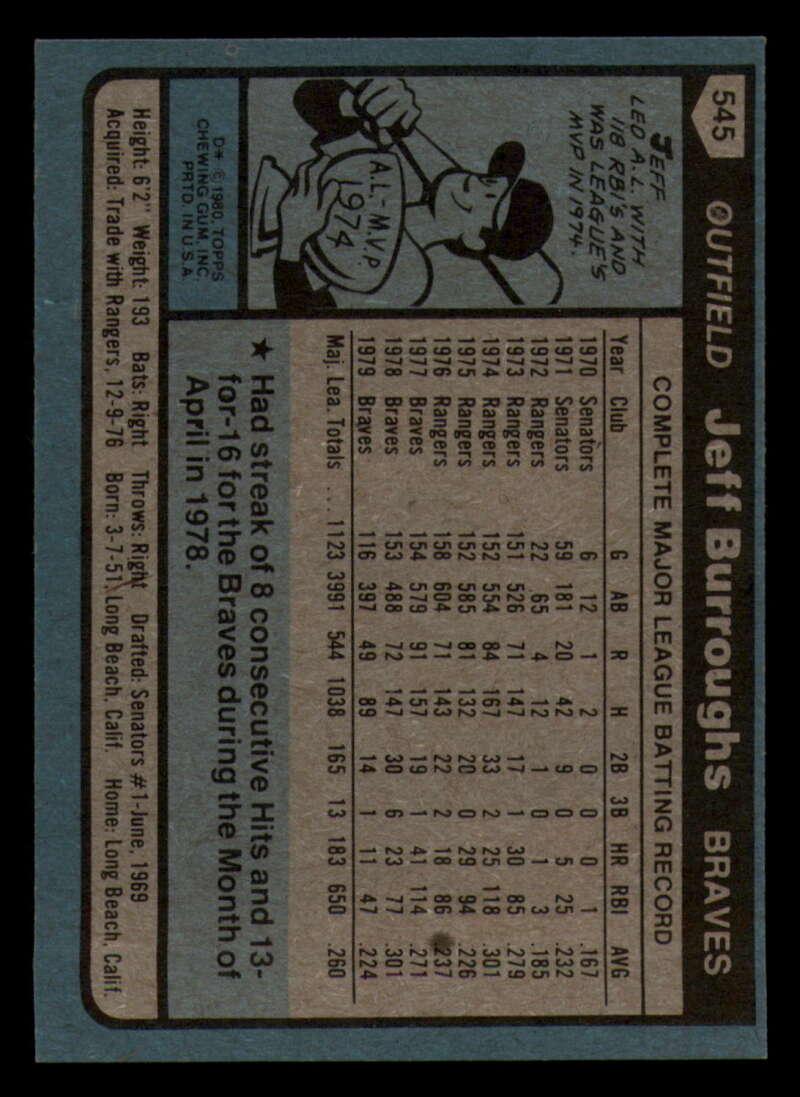 545 OUTFIELD Jeff Burroughs BRAVES
JEFF
LED A.L. WITH
118 RBI'S AND
WAS LEAGUE'S
MVP IN 1974.
A.L.-M.V.P.
1974
D* © 1980, TOPPS
CHEWING GUM, INC.
PRTD. IN U.S.A.
COMPLETE MAJOR LEAGUE BATTING RECORD
Year Club G AB R H 2B 3B HR RBI AVG
1970 Senators 6 12 1 2 0 0 0 1 .167
1971 Senators 59 181 20 42 9 0 5 25 .232
1972 Rangers 22 65 4 12 1 0 1 3 .185
1973 Rangers 151 526 71 147 17 1 30 85 .279
1974 Rangers 152 554 84 167 33 2 25 118 .301
1975 Rangers 152 585 81 132 20 0 29 94 .226
1976 Rangers 158 604 71 143 22 2 18 86 .237
1977 Braves 154 579 91 157 19 1 41 114 .271
1978 Braves 153 488 72 147 30 6 23 77 .301
1979 Braves 116 397 49 89 14 1 11 47 .224
Maj. Lea. Totals ... 1123 3991 544 1038 165 13 183 650 .260
★ Had streak of 8 consecutive Hits and 13-
for-16 for the Braves during the Month of
April in 1978.
Height: 6'2" Weight: 193 Bats: Right Throws: Right Drafted: Senators #1-June, 1969
Acquired: Trade with Rangers, 12-9-76 Born: 3-7-51, Long Beach, Calif. Home: Long Beach, Calif.